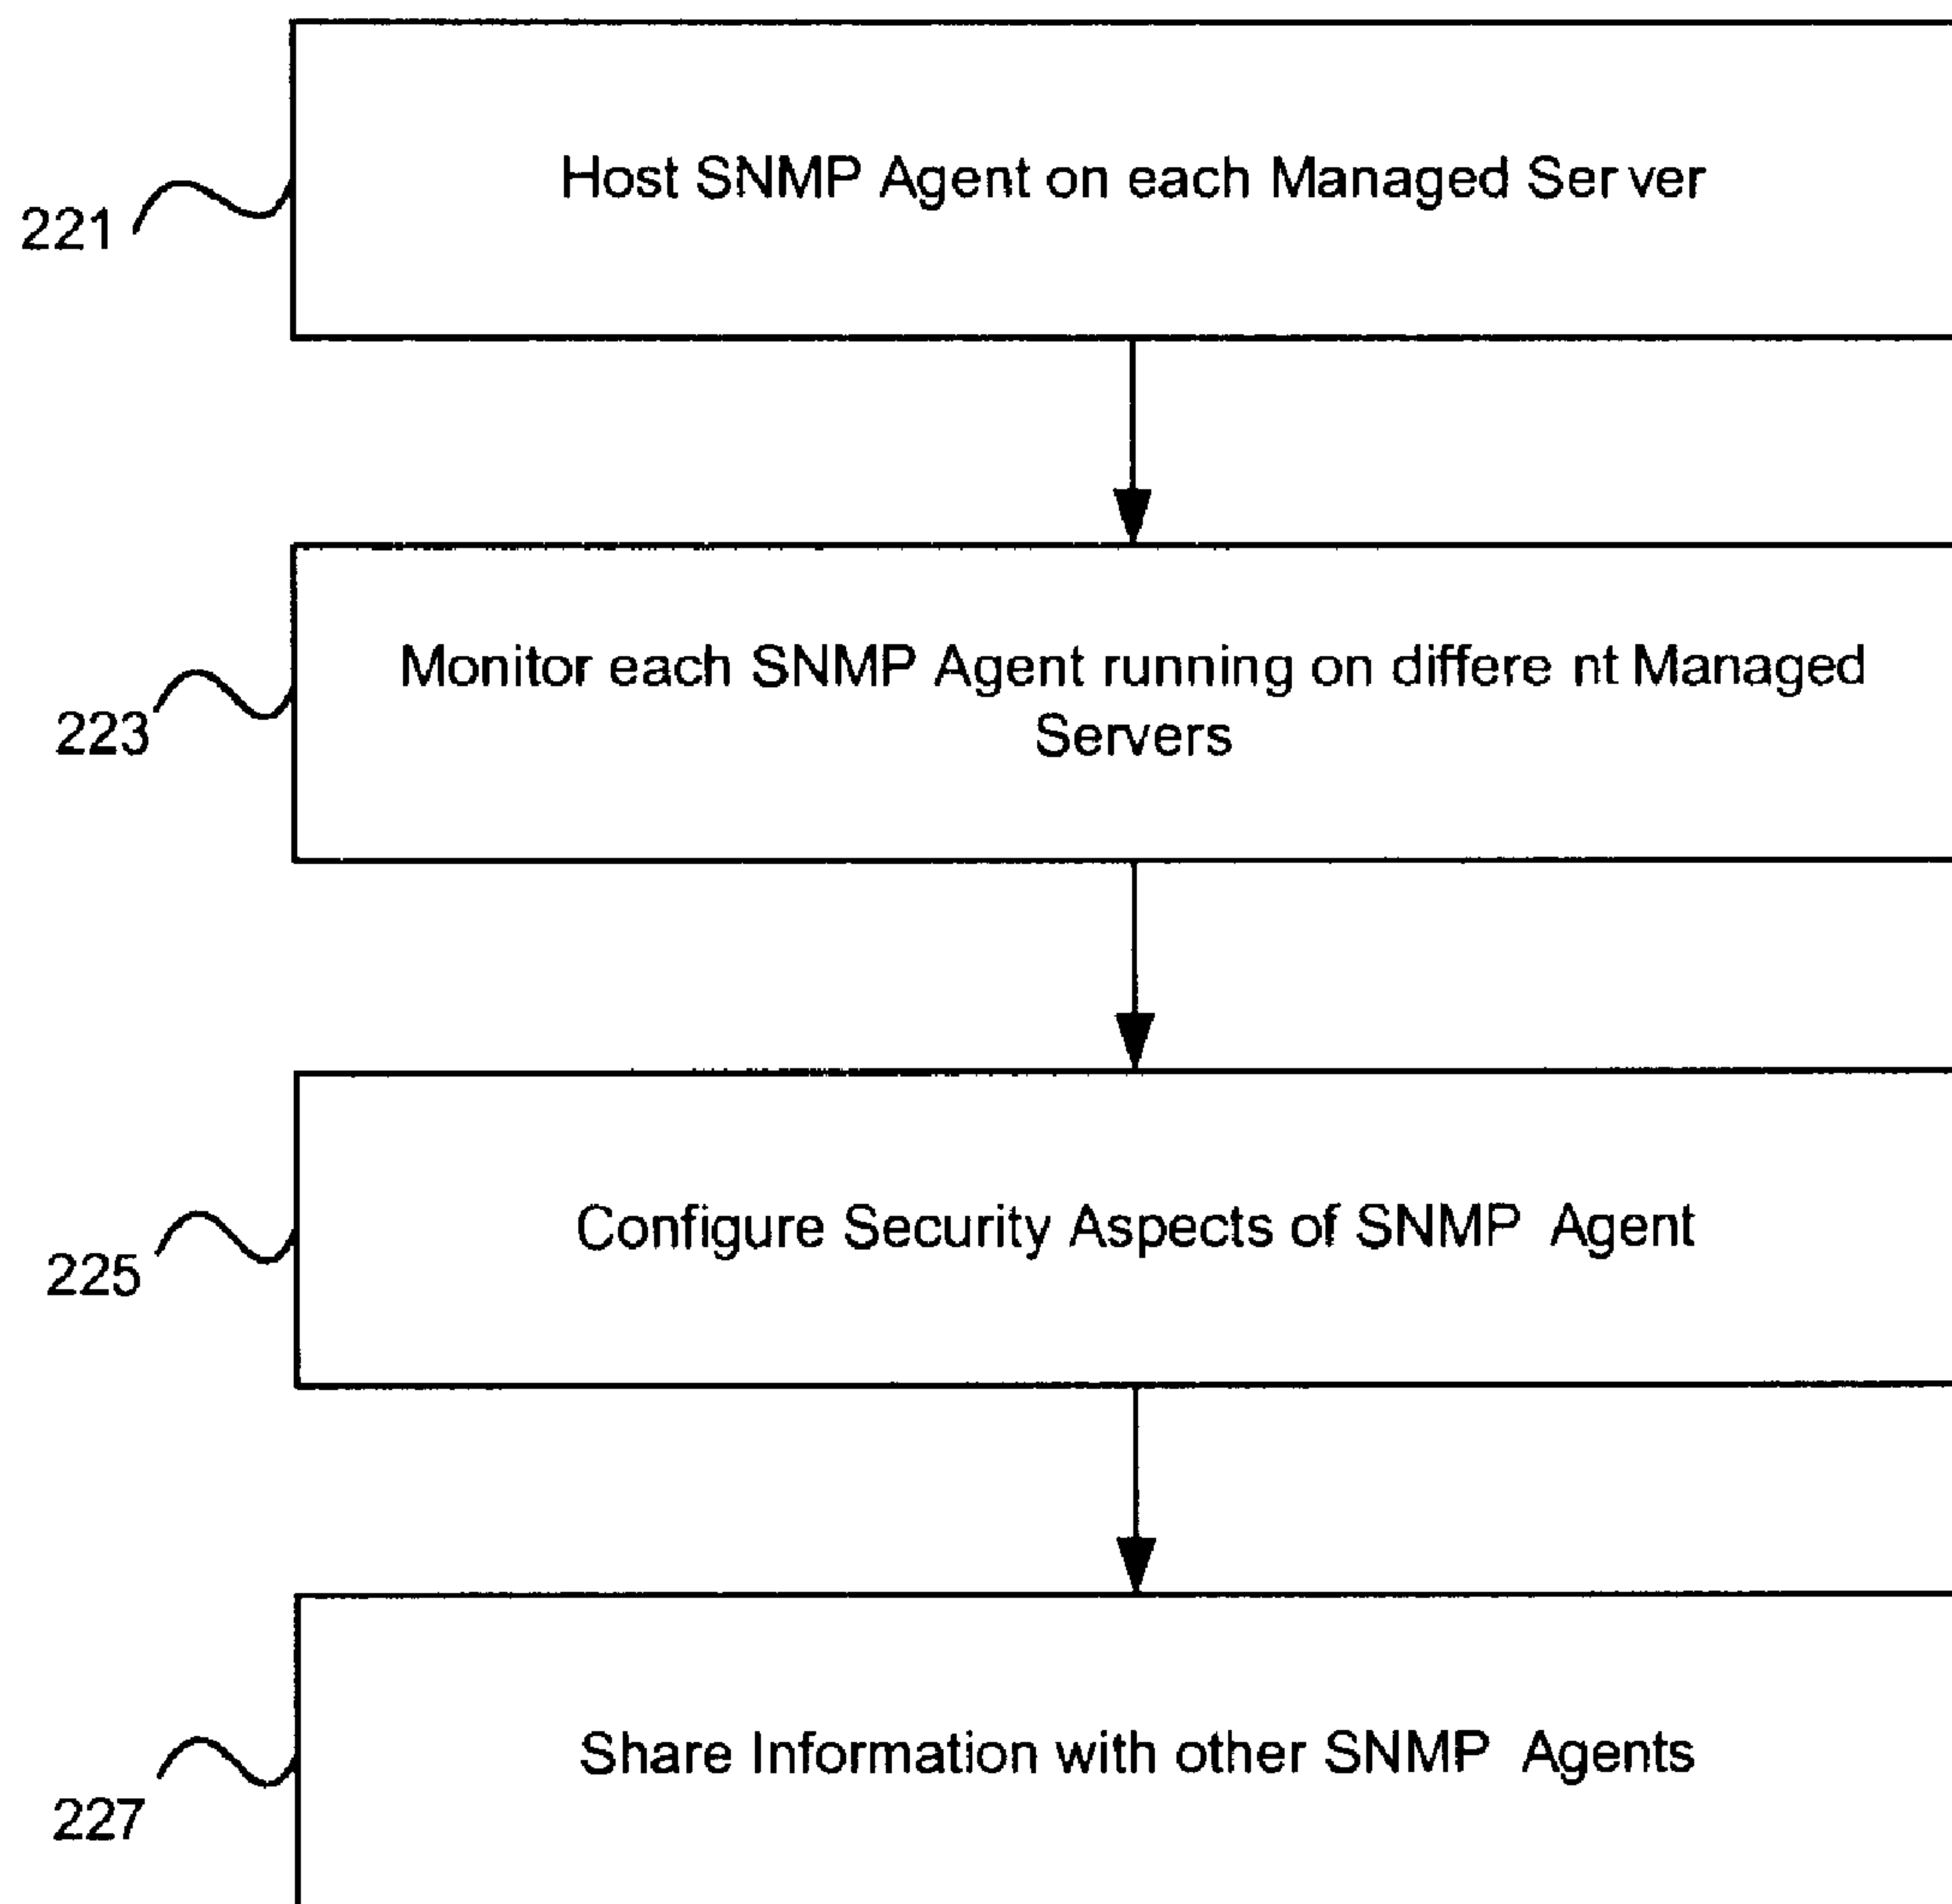 Host SNMP Agent on each Managed Ser ver
221
Monitor each SNMP Agent running on differe nt Managed
Servers
223
Configure Security Aspects of SNMP Agent
225
Share Information with other SNMP Agents
227